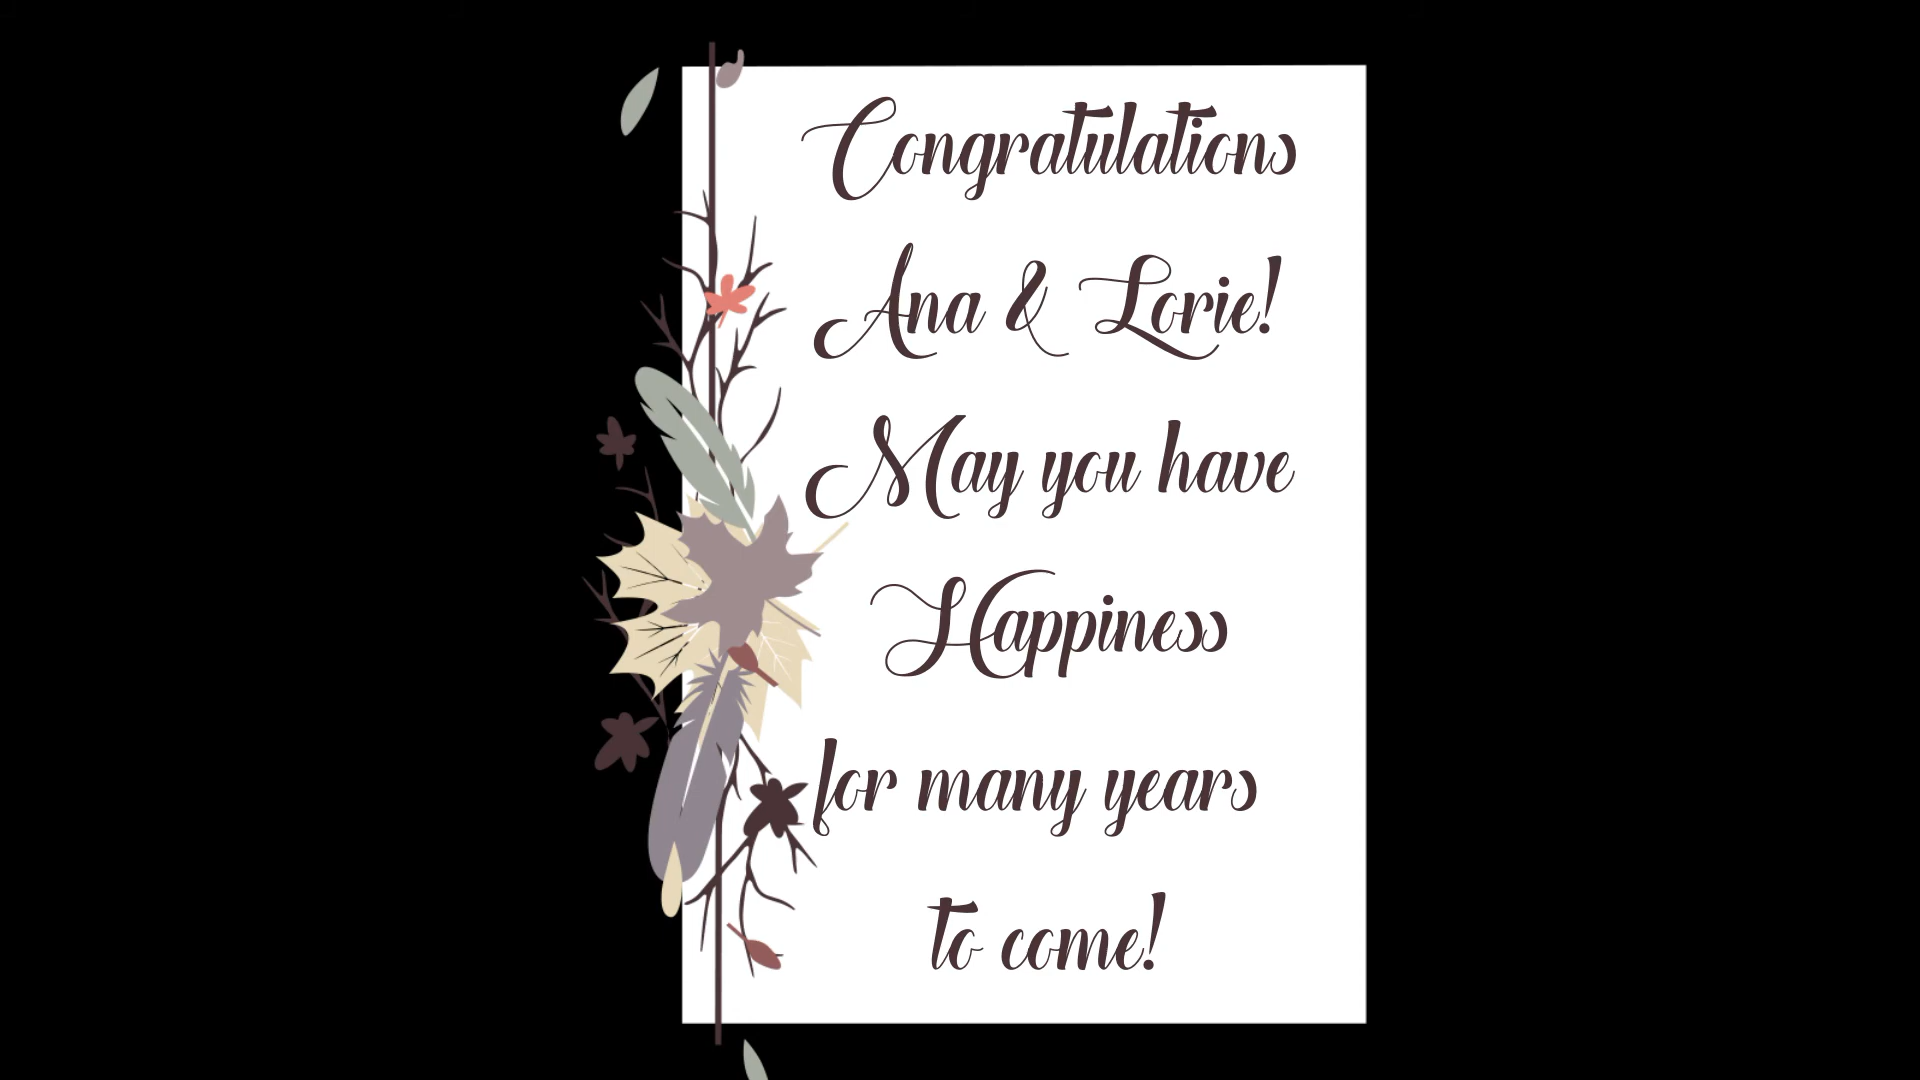 Congratulations
Ana & Lorie!
May you have
Happiness
for many years
to come!